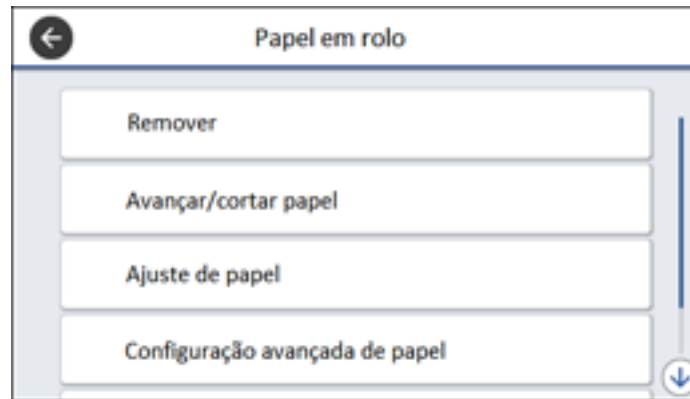 Papel em rolo
Remover
Avançar/cortar papel
Ajuste de papel
Configuração avançada de papel